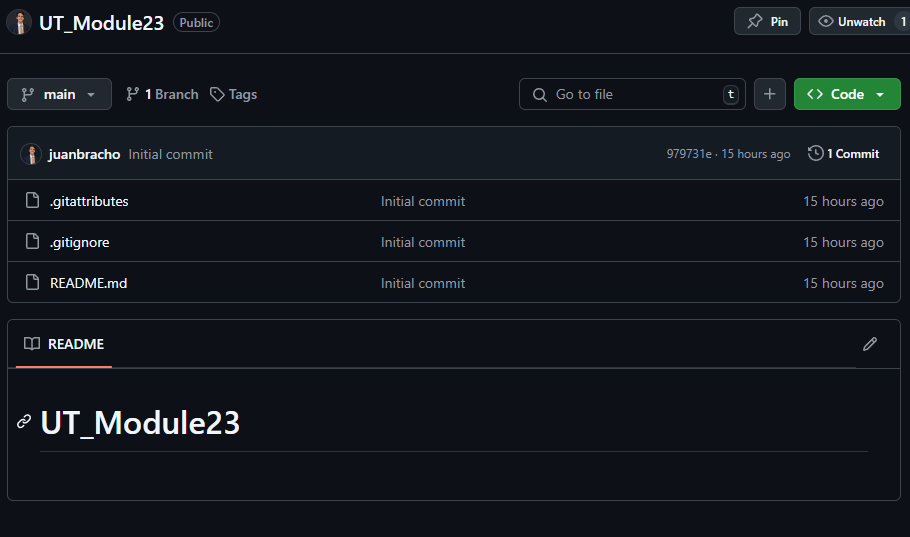 UT_Module23 Public Pin Unwatch 1
main 1 Branch Tags Go to file t Code
juanbracho Initial commit 979731e · 15 hours ago 1 Commit
.gitattributes Initial commit 15 hours ago
.gitignore Initial commit 15 hours ago
README.md Initial commit 15 hours ago
README
UT_Module23